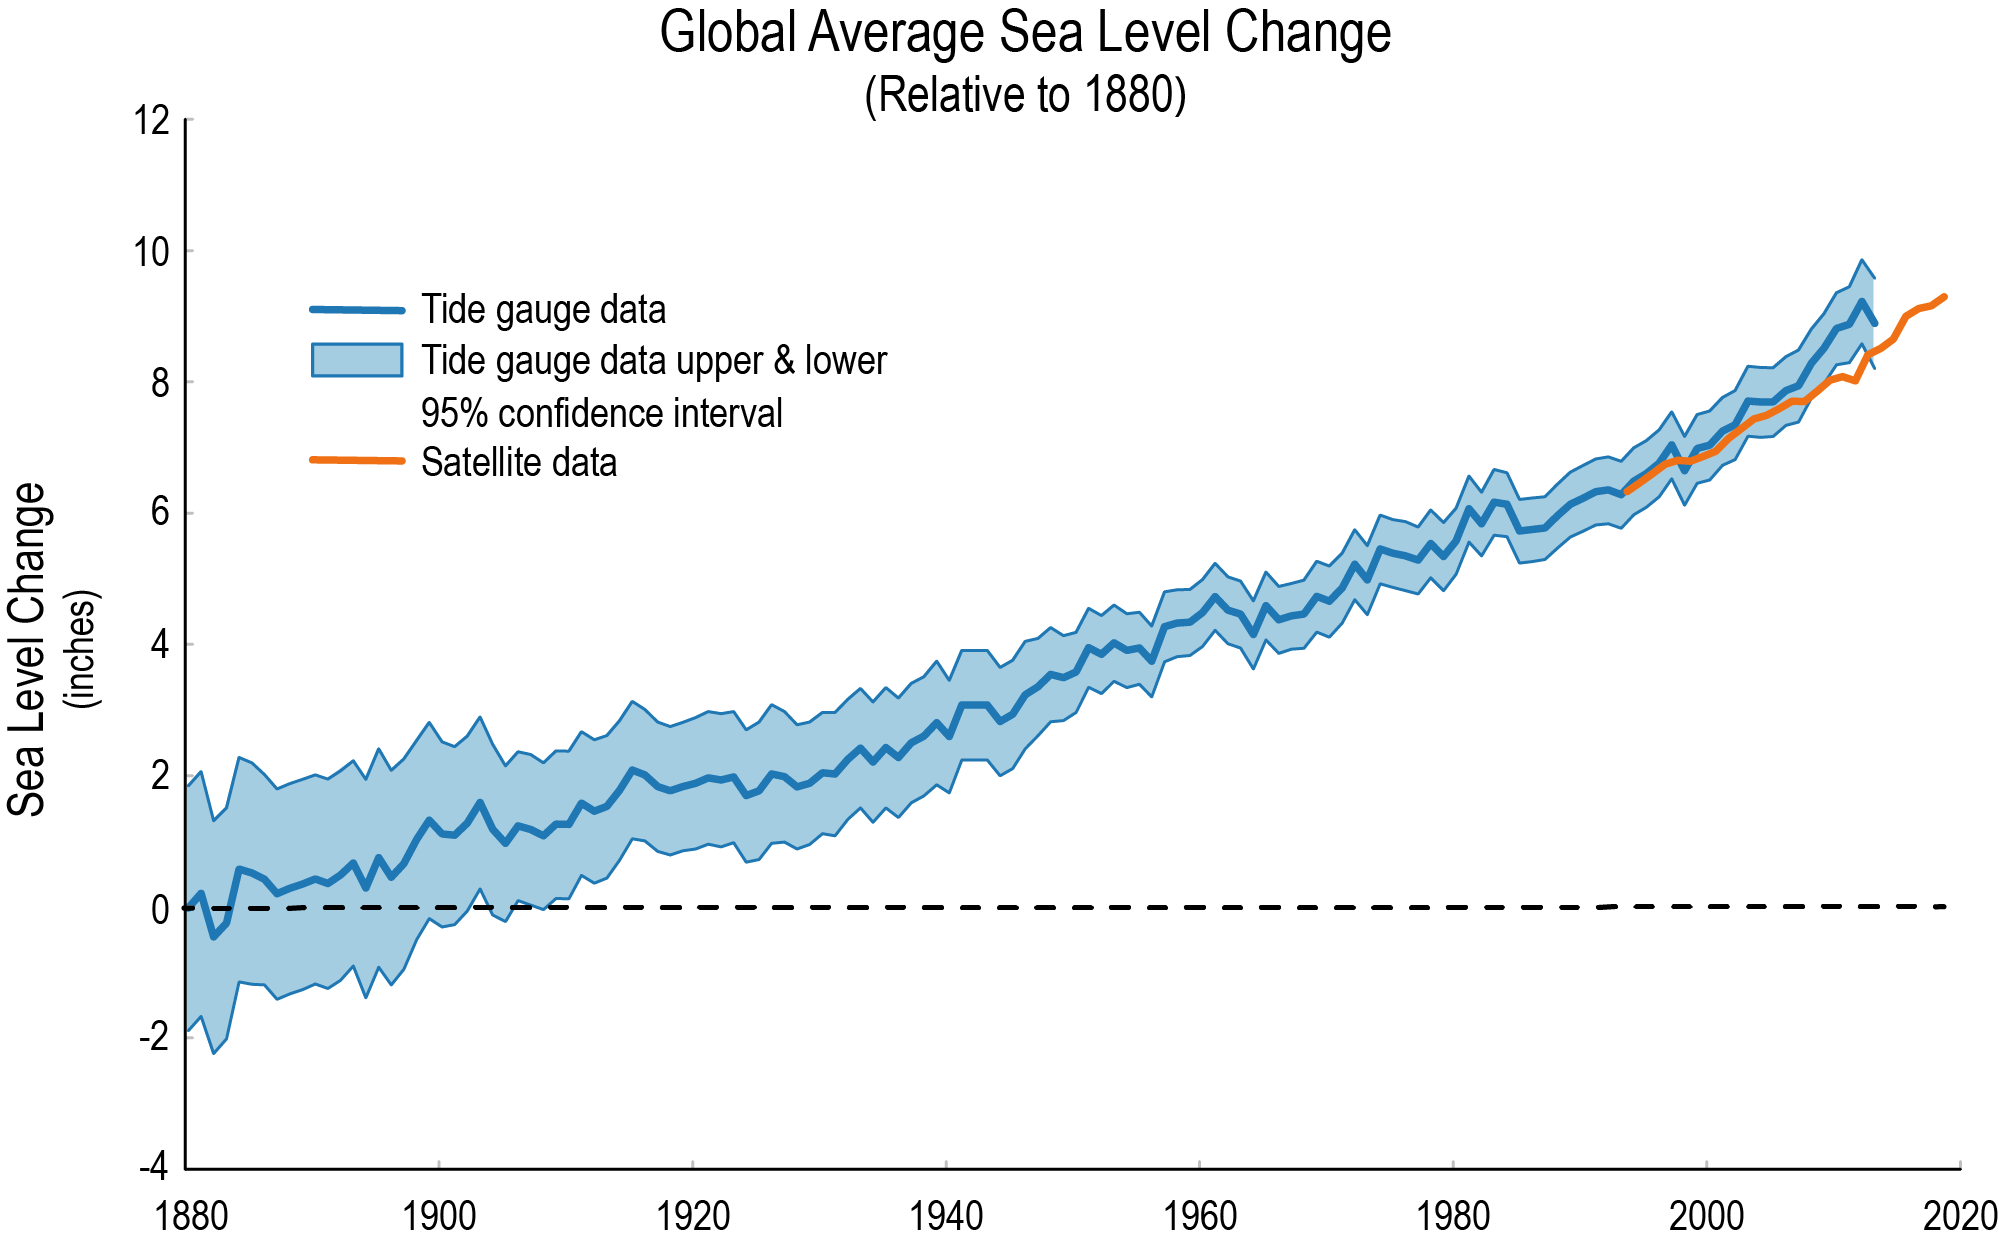 Global Average Sea Level Change
(Relative to 1880)
12
10
8
6
4
2
0
-2
-4
Sea Level Change
(inches)
Tide gauge data
Tide gauge data upper & lower
95% confidence interval
Satellite data
1880
1900
1920
1940
1960
1980
2000
2020